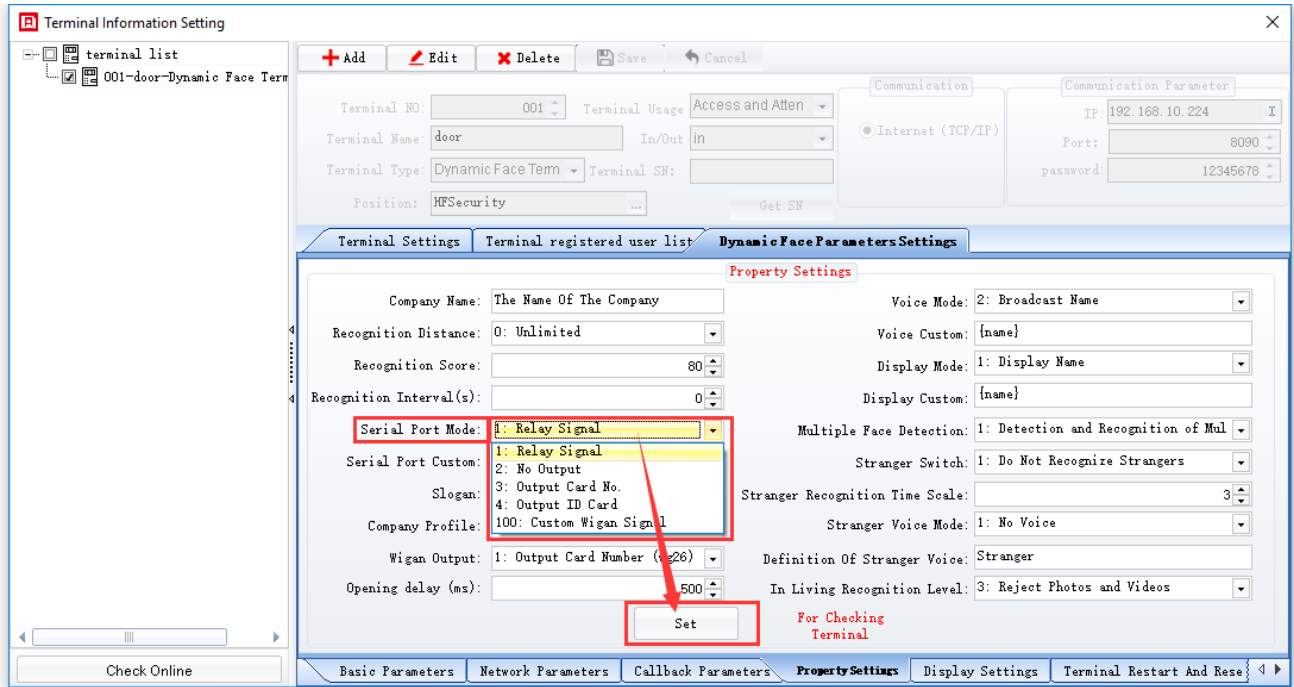 Terminal Information Setting
terminal list
001-door-Dynamic Face Term
Add
Edit
Delete
Save
Cancel
Communication
Communication Parameter
Terminal NO:
001
Terminal Usage
Access and Atten
IP:
192.168.10.224
Terminal Name:
door
In/Out
in
Internet (TCP/IP)
Port:
8090
Terminal Type:
Dynamic Face Term
Terminal SN:
password:
12345678
Position:
HFSecurity
...
Get SN
Terminal Settings
Terminal registered user list
Dynamic Face Parameters Settings
Property Settings
Company Name:
The Name Of The Company
Voice Mode:
2: Broadcast Name
Recognition Distance:
0: Unlimited
Voice Custom:
{name}
Recognition Score:
80
Display Mode:
1: Display Name
Recognition Interval(s):
0
Display Custom:
{name}
Serial Port Mode:
1: Relay Signal
Multiple Face Detection:
1: Detection and Recognition of Mul
1: Relay Signal
2: No Output
3: Output Card No.
4: Output ID Card
100: Custom Wigan Signal
Serial Port Custom:
Stranger Switch:
1: Do Not Recognize Strangers
Slogan:
Stranger Recognition Time Scale:
3
Company Profile:
Stranger Voice Mode:
1: No Voice
Wigan Output:
1: Output Card Number (wg26)
Definition Of Stranger Voice:
Stranger
Opening delay (ms):
500
In Living Recognition Level:
3: Reject Photos and Videos
Set
For Checking
Terminal
Check Online
Basic Parameters
Network Parameters
Callback Parameters
Property Settings
Display Settings
Terminal Restart And Rese